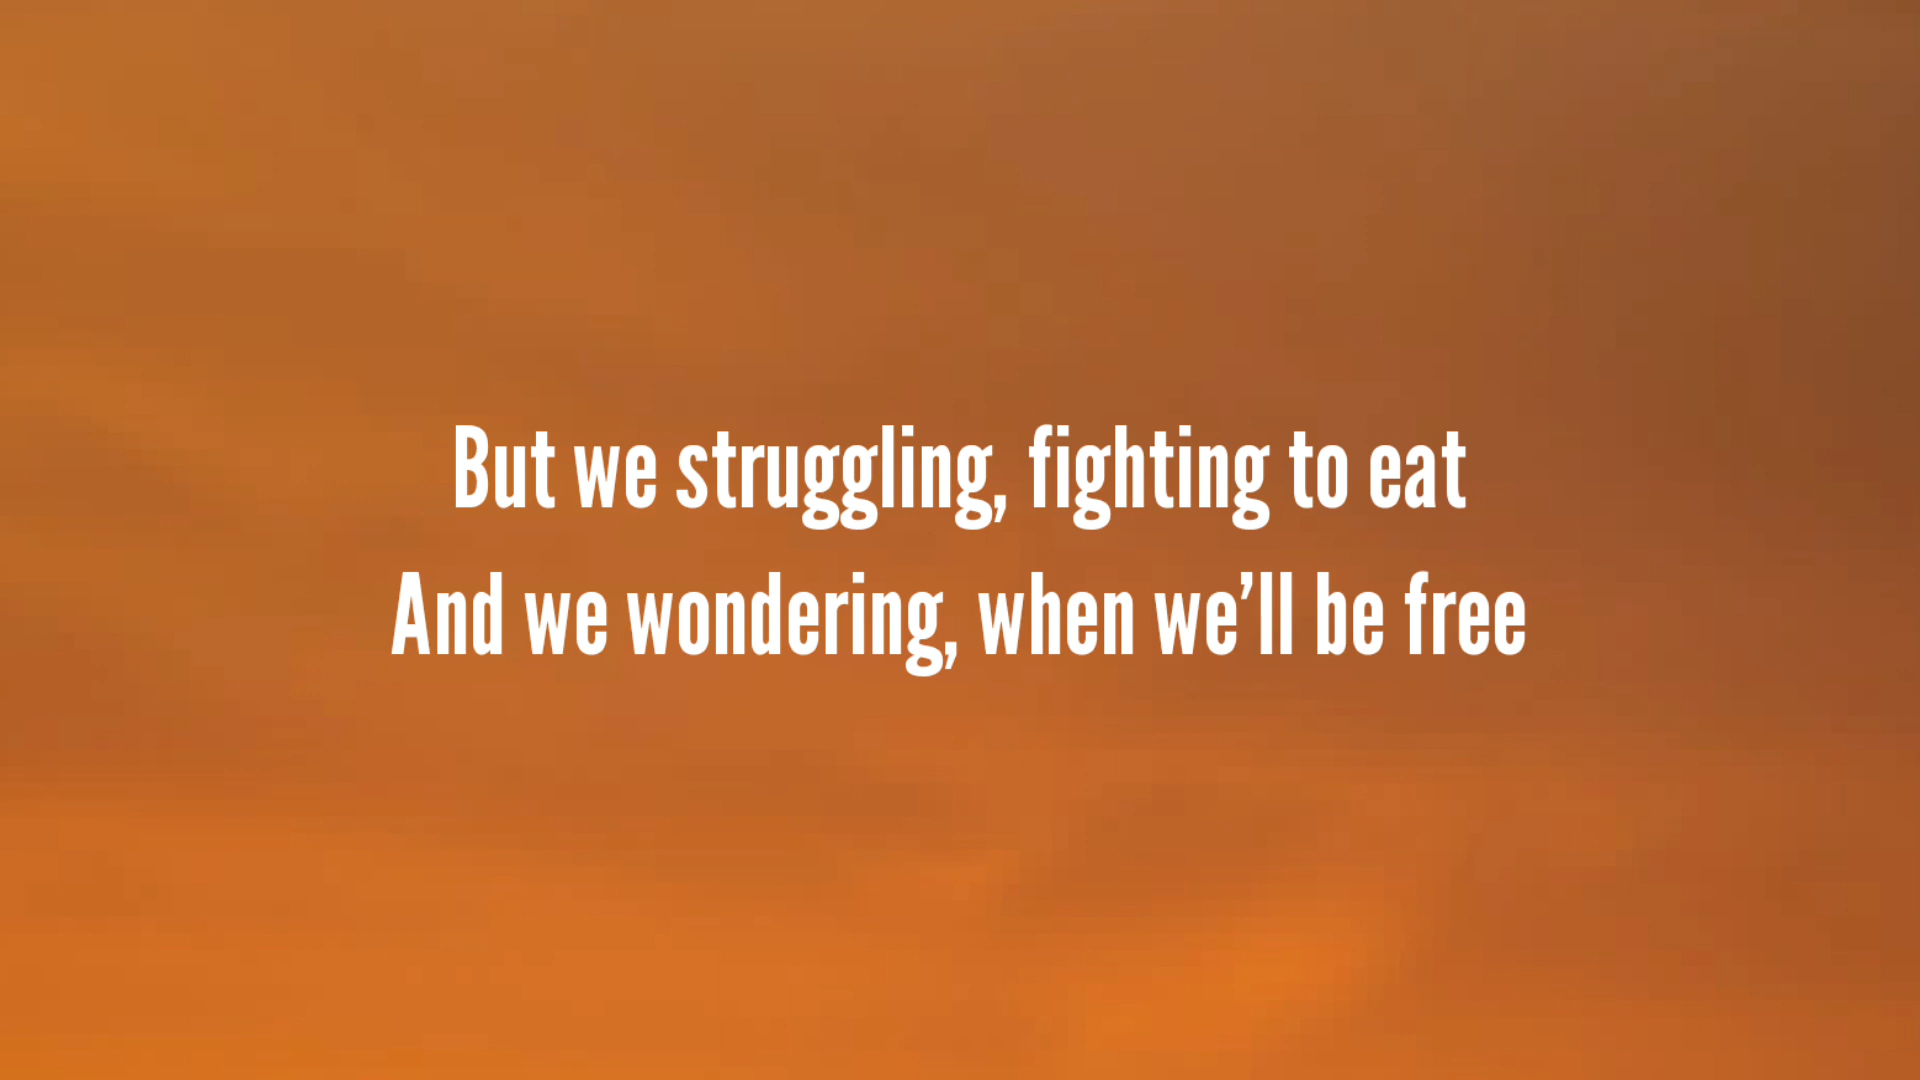 But we struggling, fighting to eat
And we wondering, when we’ll be free